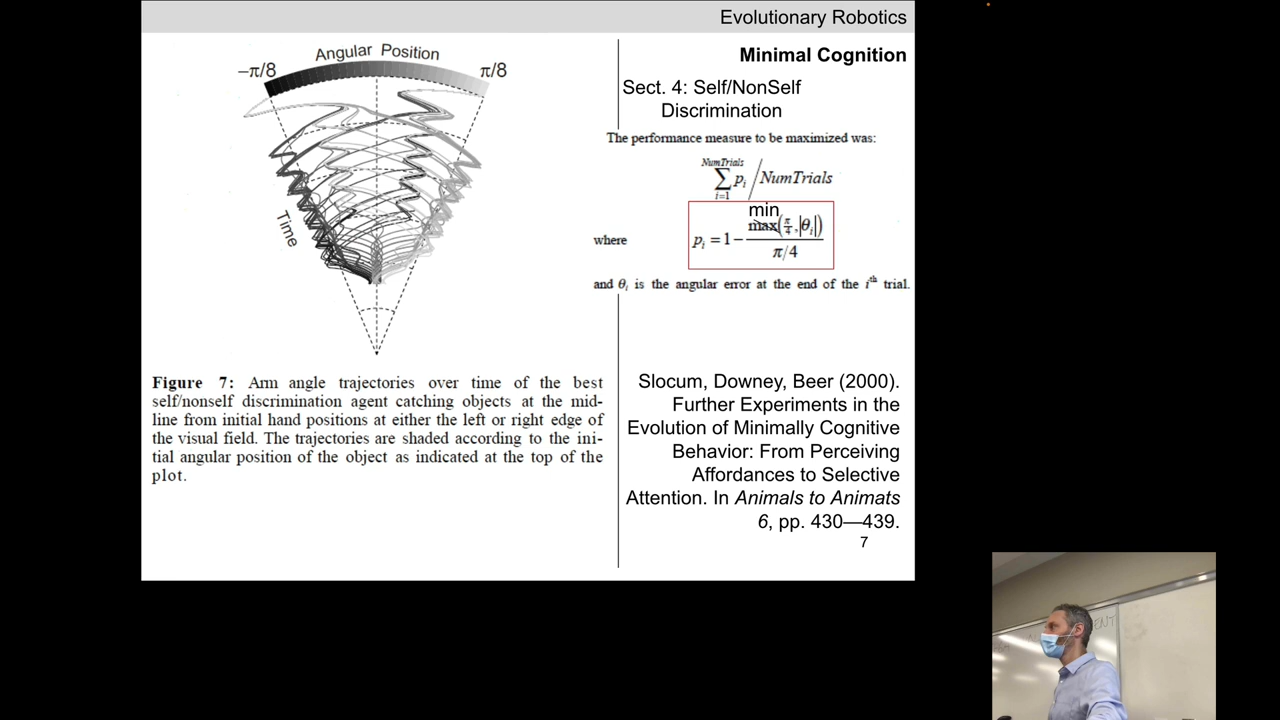 Evolutionary Robotics
Minimal Cognition
Sect. 4: Self/NonSelf
Discrimination
Angular Position
−π/8
π/8
Time
Figure 7: Arm angle trajectories over time of the best
self/nonself discrimination agent catching objects at the mid-
line from initial hand positions at either the left or right edge of
the visual field. The trajectories are shaded according to the ini-
tial angular position of the object as indicated at the top of the
plot.
The performance measure to be maximized was:
NumTrials
∑ p_i / NumTrials
i=1
min
where p_i = 1 − max(π/4, |θ_i|) / π/4
and θ_i is the angular error at the end of the i^th trial.
Slocum, Downey, Beer (2000).
Further Experiments in the
Evolution of Minimally Cognitive
Behavior: From Perceiving
Affordances to Selective
Attention. In Animals to Animats
6, pp. 430—439.
7
ENT